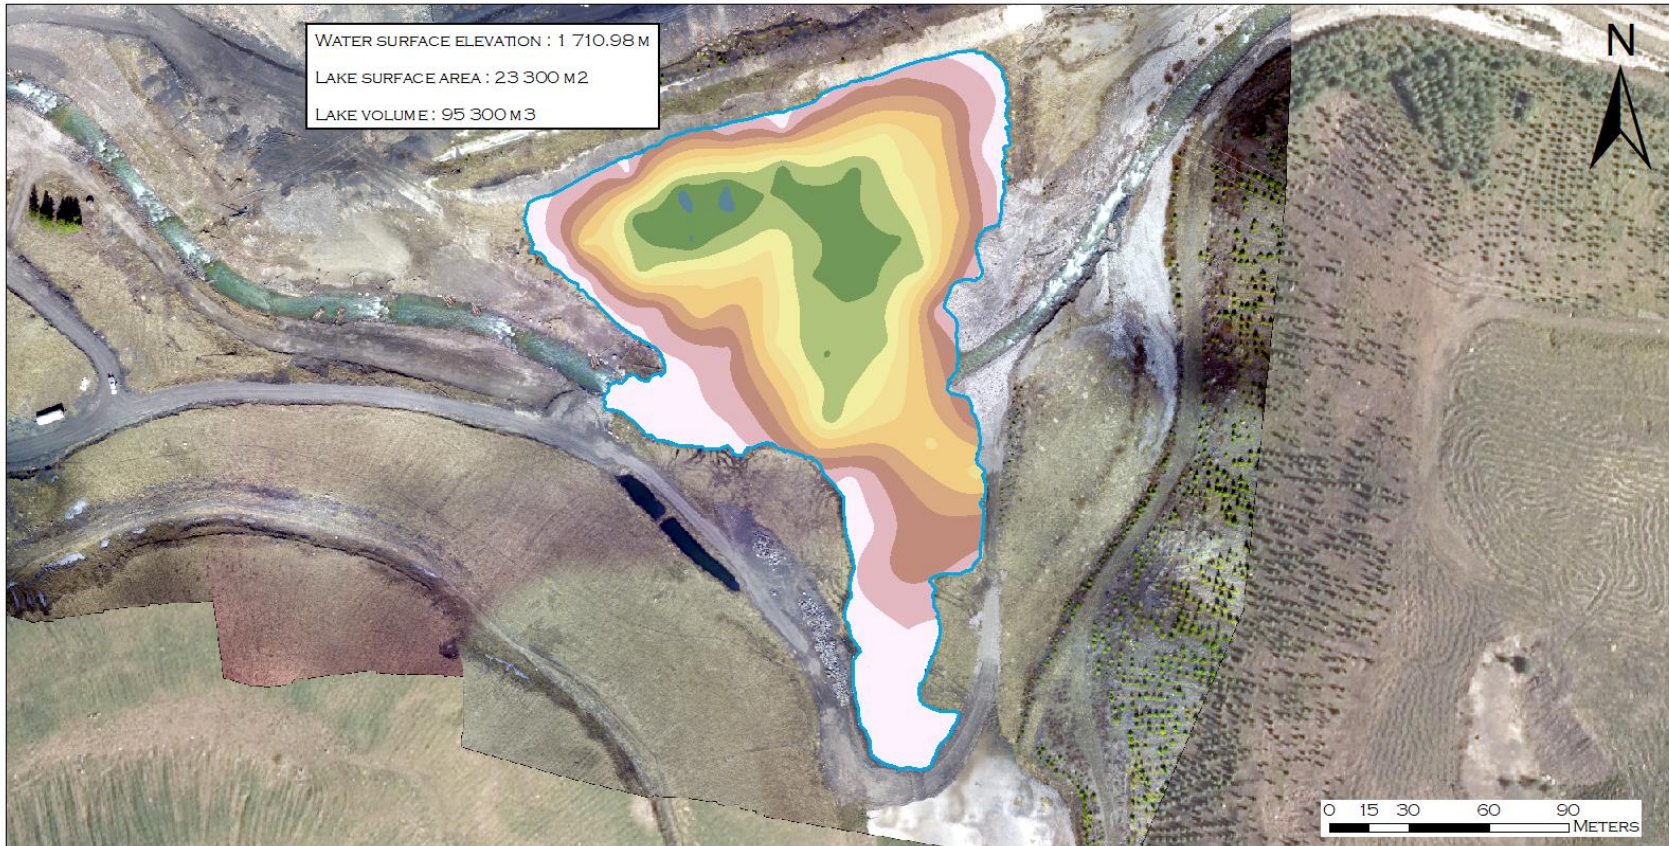 WATER SURFACE ELEVATION : 1 710.98 M
LAKE SURFACE AREA : 23 300 M2
LAKE VOLUME : 95 300 M3
N
0 15 30 60 90
METERS